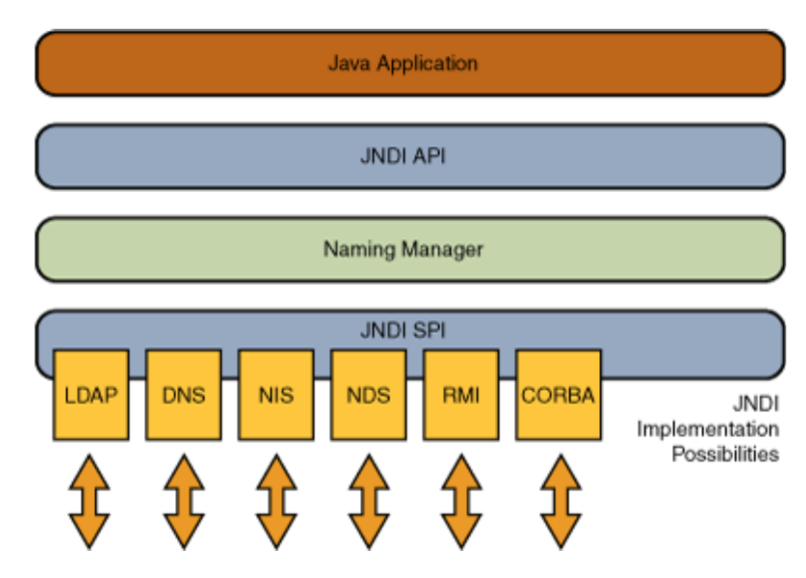 Java Application
JNDI API
Naming Manager
JNDI SPI
LDAP DNS NIS NDS RMI CORBA
JNDI
Implementation
Possibilities